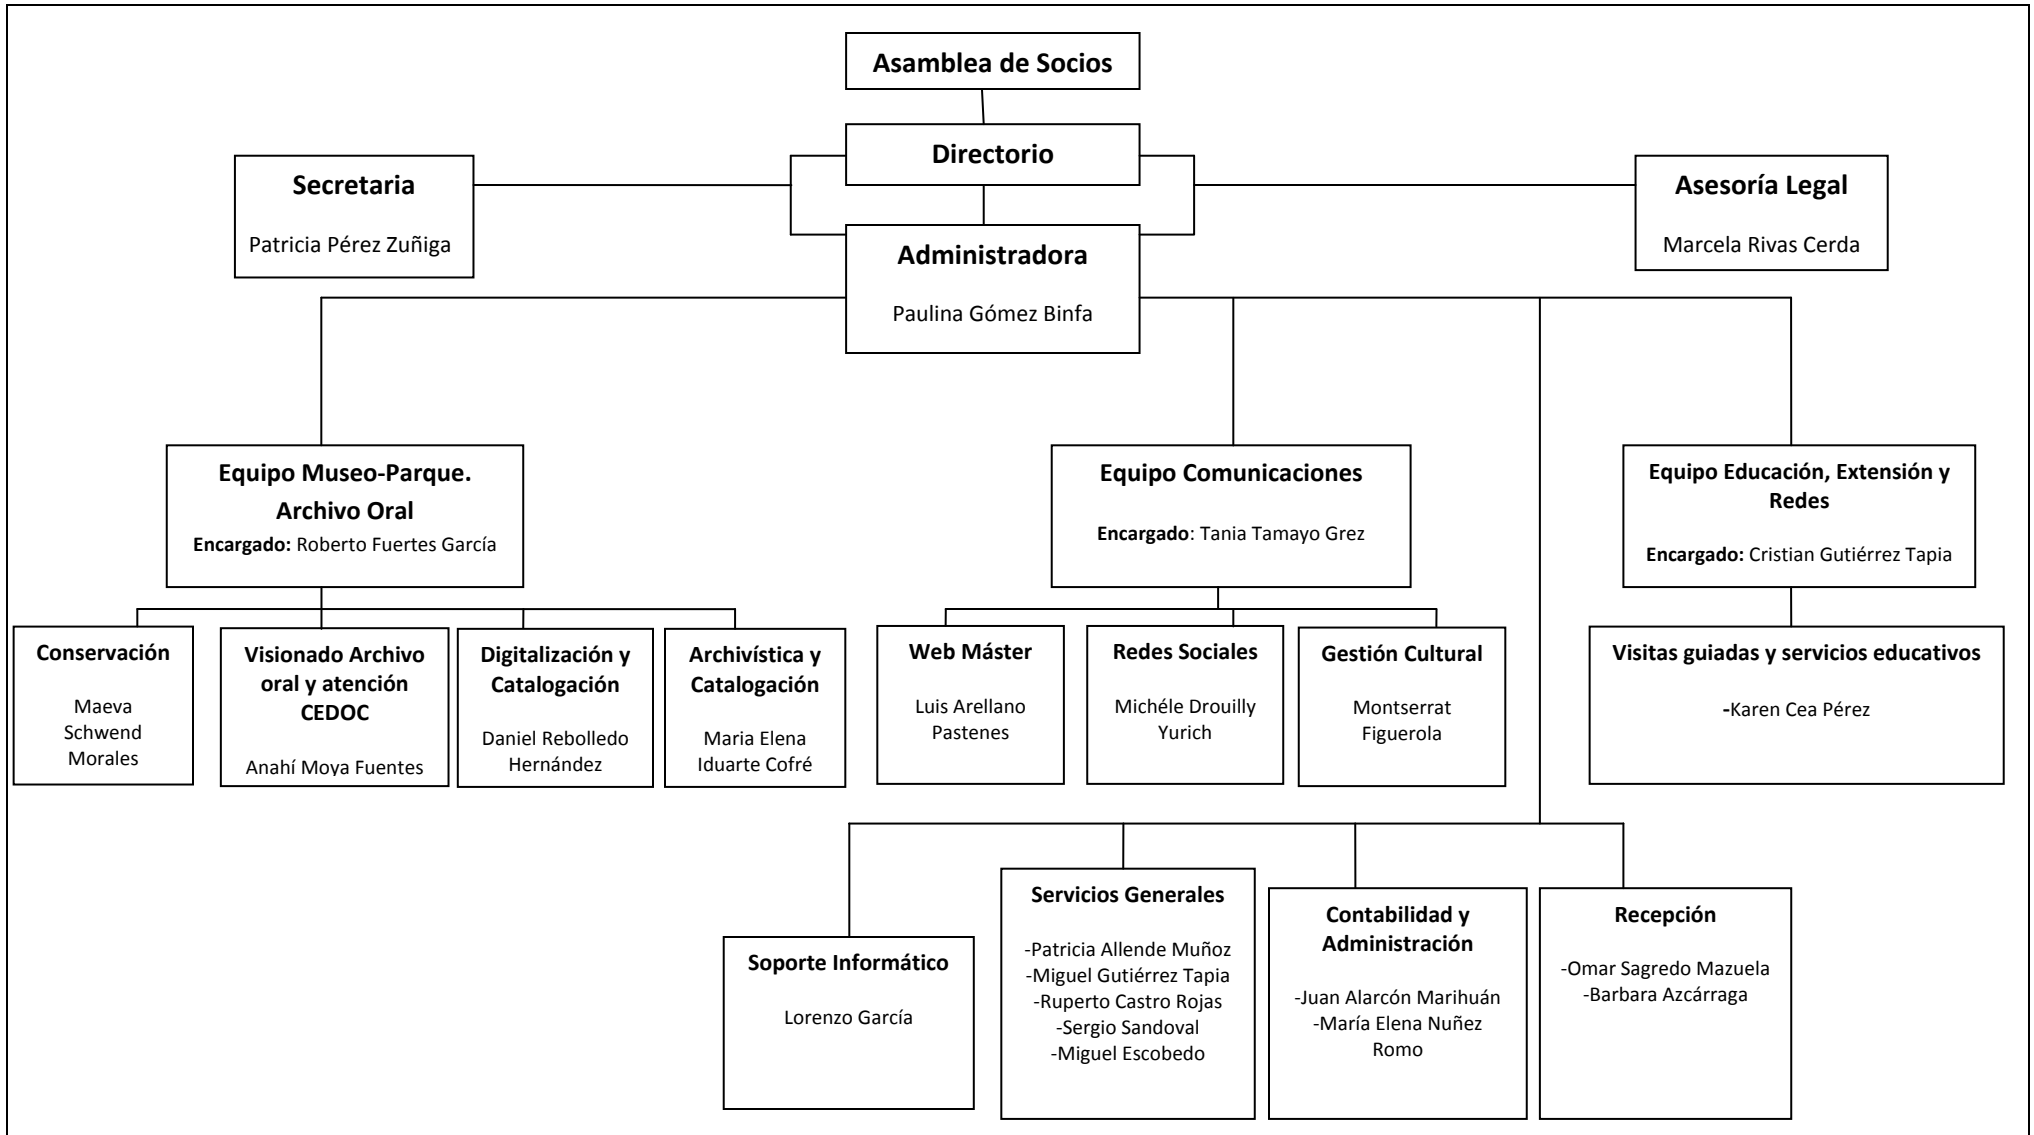 Asamblea de Socios
Directorio
Secretaria
Patricia Pérez Zuñiga
Asesoría Legal
Marcela Rivas Cerda
Administradora
Paulina Gómez Binfa
Equipo Museo-Parque.
Archivo Oral
Encargado: Roberto Fuertes García
Equipo Comunicaciones
Encargado: Tania Tamayo Grez
Equipo Educación, Extensión y
Redes
Encargado: Cristian Gutiérrez Tapia
Conservación
Maeva
Schwend
Morales
Visionado Archivo
oral y atención
CEDOC
Anahí Moya Fuentes
Digitalización y
Catalogación
Daniel Rebolledo
Hernández
Archivística y
Catalogación
Maria Elena
Iduarte Cofré
Web Máster
Luis Arellano
Pastenes
Redes Sociales
Michéle Drouilly
Yurich
Gestión Cultural
Montserrat
Figuerola
Visitas guiadas y servicios educativos
-Karen Cea Pérez
Soporte Informático
Lorenzo García
Servicios Generales
-Patricia Allende Muñoz
-Miguel Gutiérrez Tapia
-Ruperto Castro Rojas
-Sergio Sandoval
-Miguel Escobedo
Contabilidad y
Administración
-Juan Alarcón Marihuán
-María Elena Nuñez
Romo
Recepción
-Omar Sagredo Mazuela
-Barbara Azcárraga